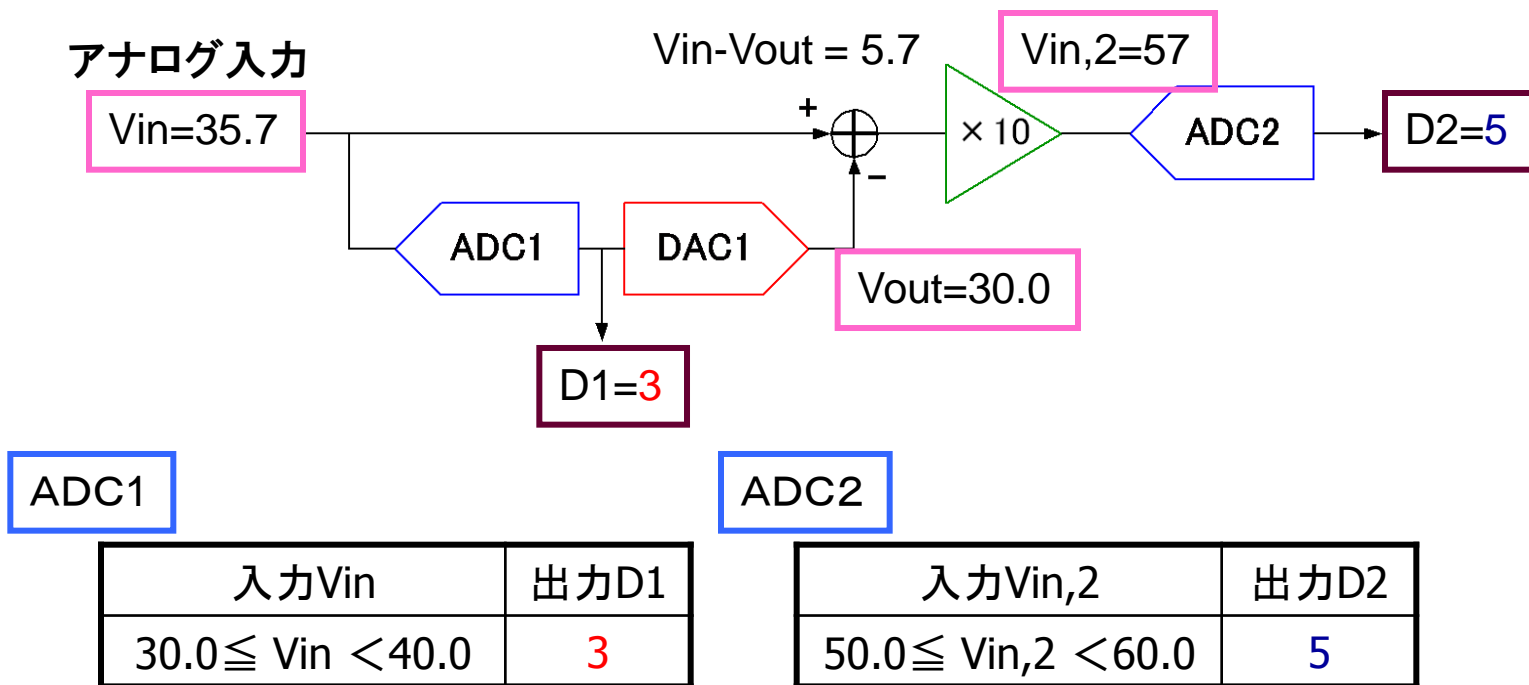 アナログ入力
Vin-Vout = 5.7
Vin,2=57
Vin=35.7
+
×10
ADC2
D2=5
−
ADC1
DAC1
Vout=30.0
D1=3
ADC1
ADC2
入力Vin 出力D1
30.0≦ Vin <40.0 3
入力Vin,2 出力D2
50.0≦ Vin,2 <60.0 5